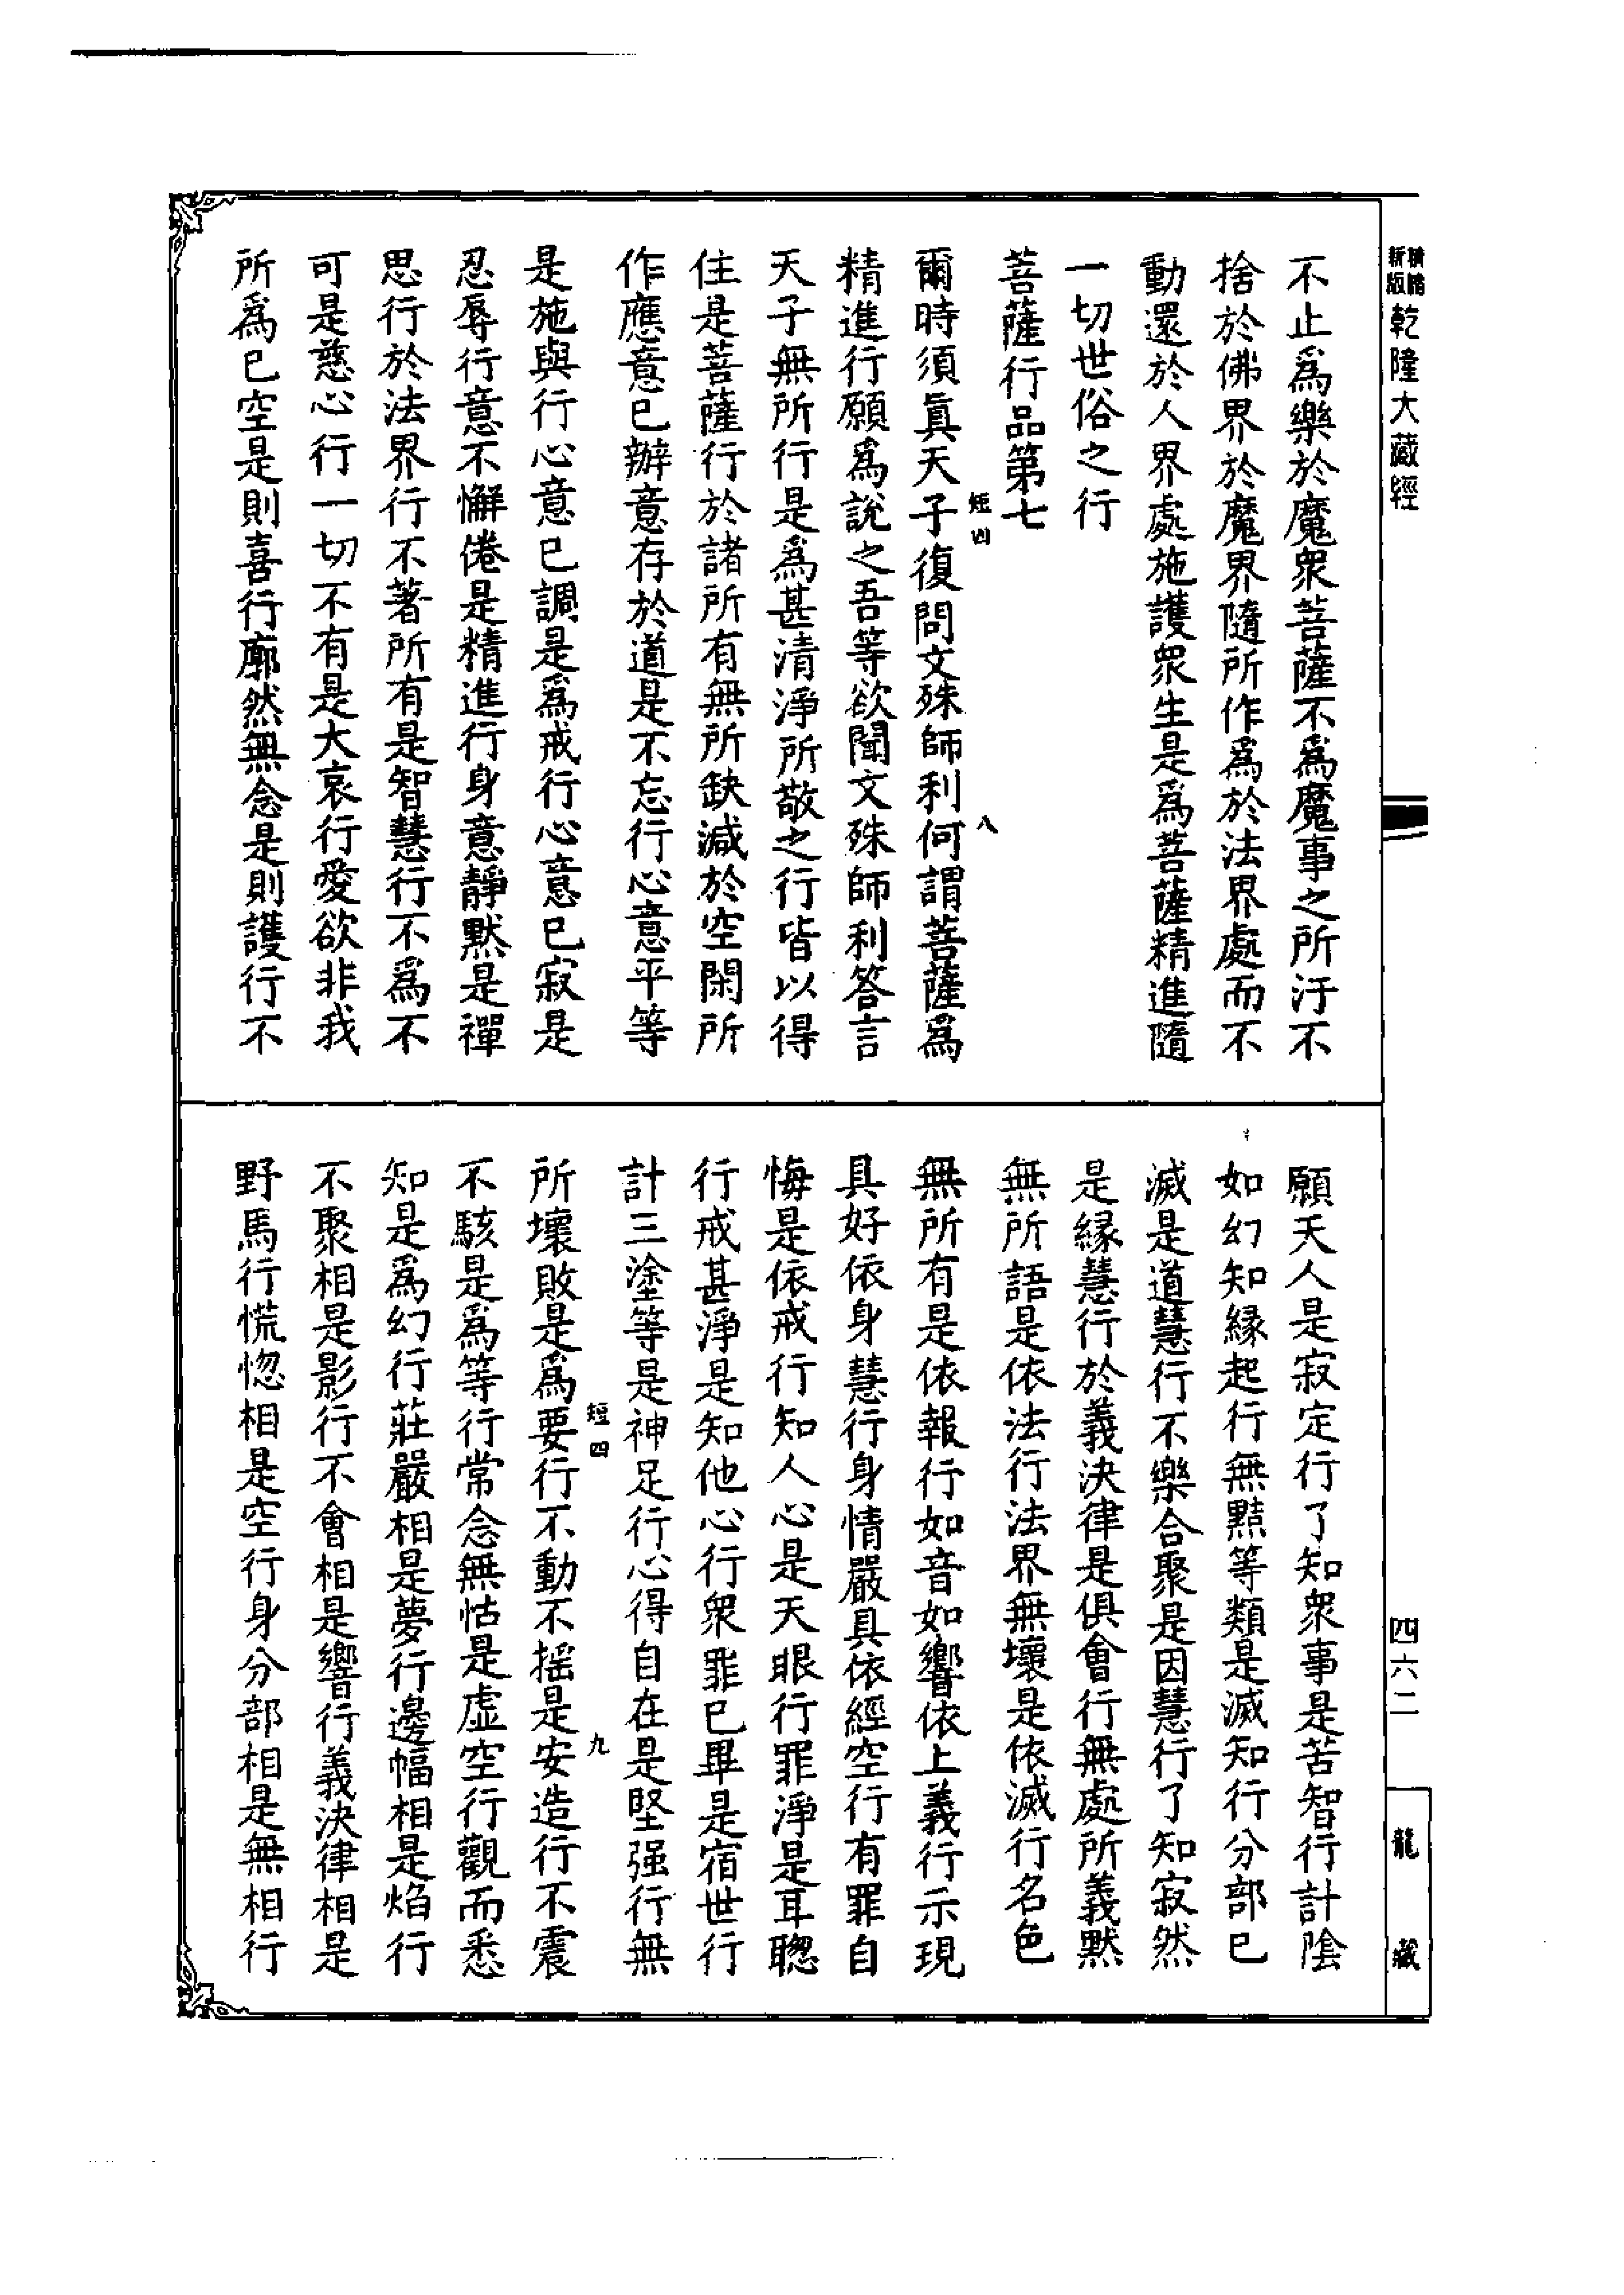 新版
乾隆大藏經
不止爲樂於魔衆菩薩不爲魔事之所汙不
捨於佛界於魔界隨所作爲於法界處而不
動還於人界處施護衆生是爲菩薩精進隨
一切世俗之行
菩薩行品第七
短四
八
爾時須眞天子復問文殊師利何謂菩薩爲
精進行願爲說之吾等欲聞文殊師利答言
天子無所行是爲甚清淨所敬之行皆以得
住是菩薩行於諸所有無所缺減於空閑所
作應意已辦意存於道是不忘行心意平等
是施與行心意已調是爲戒行心意已寂是
忍辱行意不懈倦是精進行身意靜默是禪
思行於法界行不著所有是智慧行不爲不
可是慈心行一切不有是大哀行愛欲非我
所爲已空是則喜行廓然無念是則護行不
願天人是寂定行了知衆事是苦智行計陰
如幻知緣起行無黠等類是滅知行分部已
滅是道慧行不樂合聚是因慧行了知寂然
是緣慧行於義決律是俱會行無處所義默
無所語是依法行法界無壞是依滅行名色
無所有是依報行如音如響依上義行示現
具好依身慧行身情嚴具依經空行有罪自
悔是依戒行知人心是天眼行罪淨是耳聰
行戒甚淨是知他心行衆罪已畢是宿世行
計三塗等是神足行心得自在是堅强行無
短四
九
所壞敗是爲要行不動不搖是安造行不震
不駭是爲等行常念無怙是虛空行觀而悉
知是爲幻行莊嚴相是夢行邊幅相是焰行
不聚相是影行不會相是響行義決律相是
野馬行慌惚相是空行身分部相是無相行
四六二
龍藏